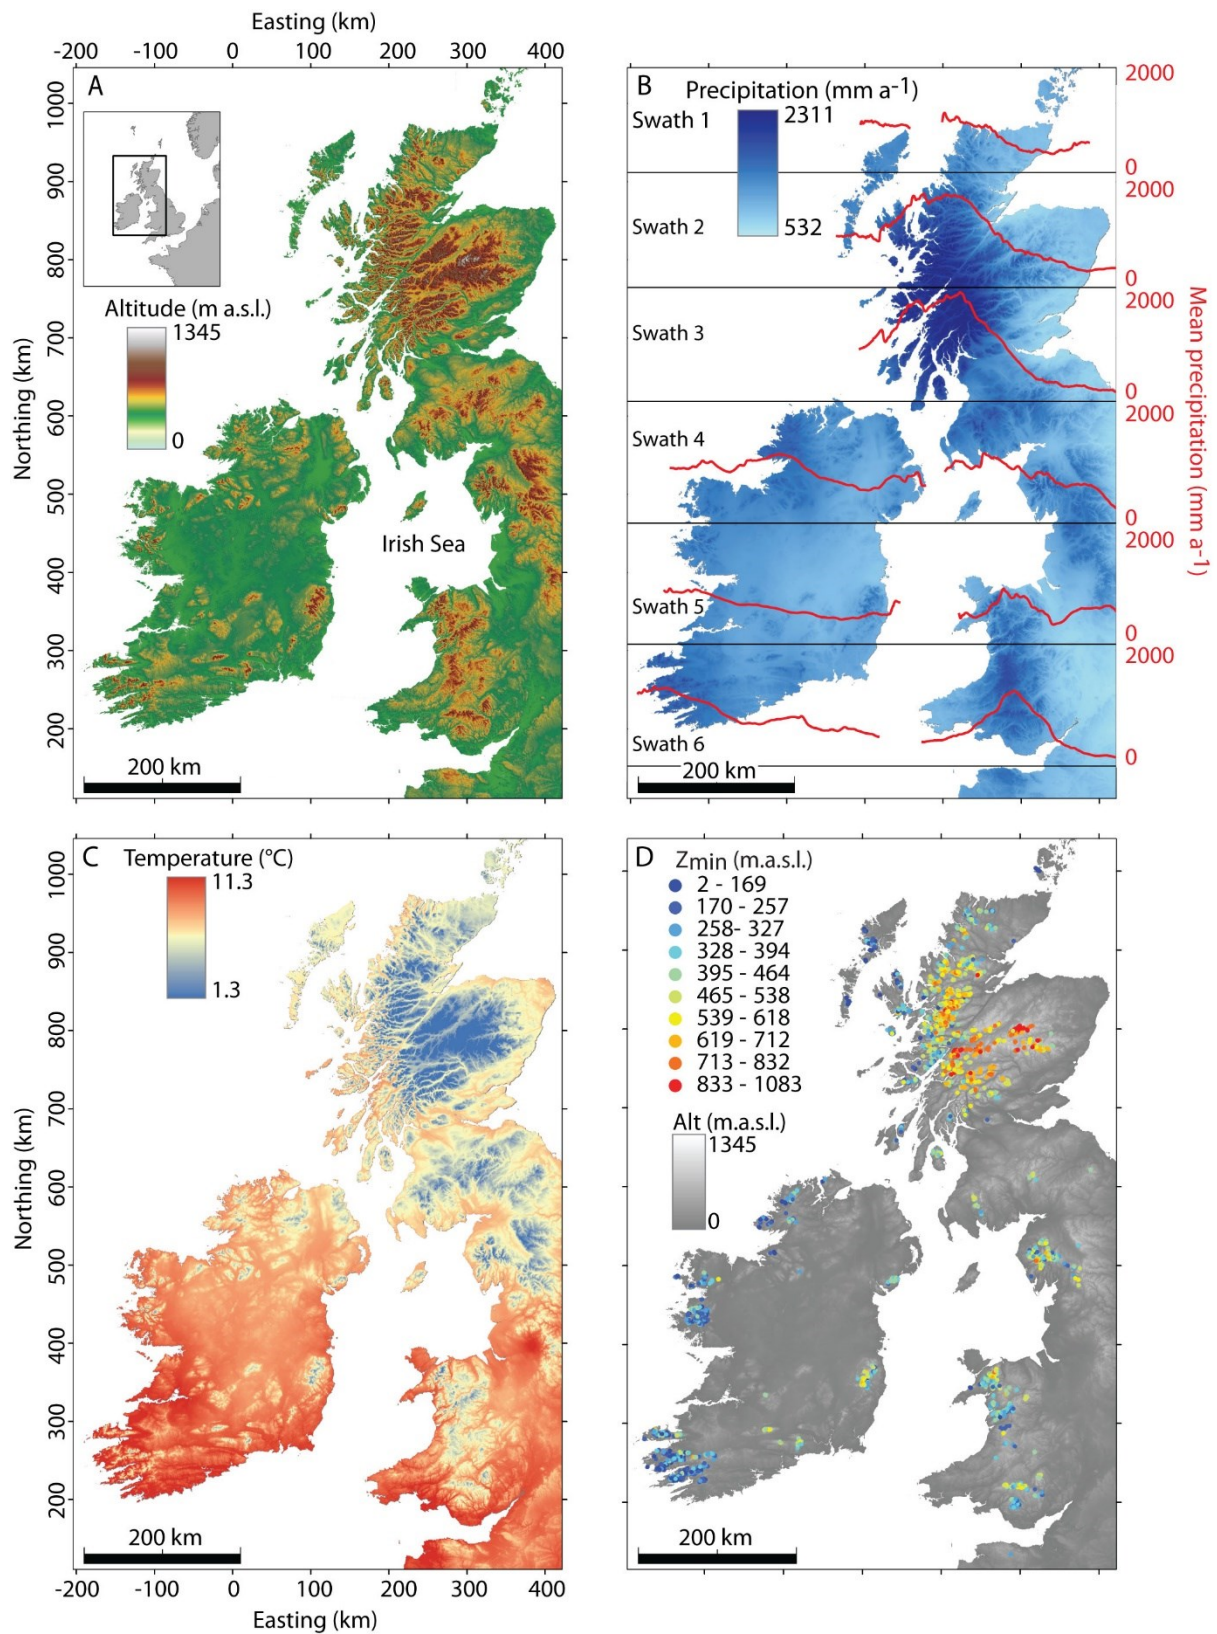 Easting (km)
-200 -100 0 100 200 300 400
A
Altitude (m a.s.l.)
1345
0
Northing (km)
1000
900
800
700
600
500
400
300
200
Irish Sea
200 km
B
Precipitation (mm a-1)
2311
532
Swath 1
Swath 2
Swath 3
Swath 4
Swath 5
Swath 6
2000
0
2000
0
2000
0
2000
0
2000
0
2000
0
Mean precipitation (mm a-1)
200 km
C
Temperature (°C)
11.3
1.3
Northing (km)
1000
900
800
700
600
500
400
300
200
200 km
-200 -100 0 100 200 300 400
Easting (km)
D
Zmin (m.a.s.l.)
2 - 169
170 - 257
258- 327
328 - 394
395 - 464
465 - 538
539 - 618
619 - 712
713 - 832
833 - 1083
Alt (m.a.s.l.)
1345
0
200 km